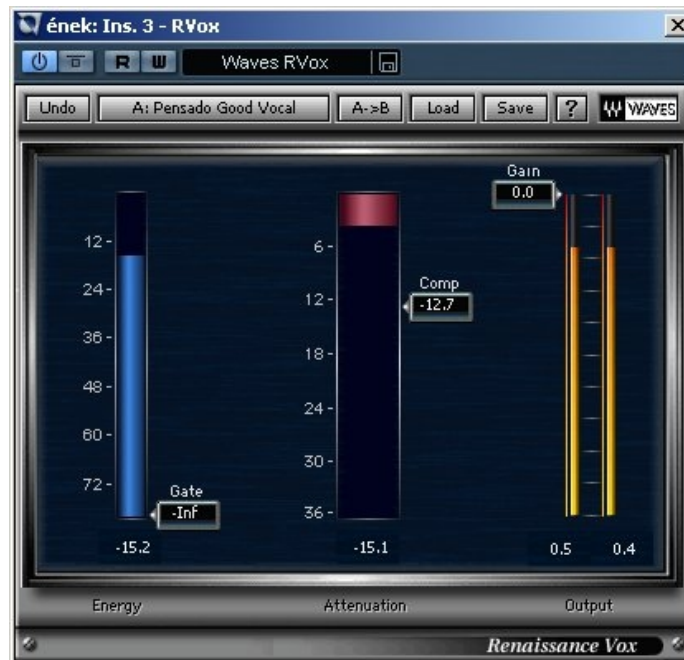 ének: Ins. 3 - RVox
R W Waves RVox
Undo A: Pensado Good Vocal A->B Load Save ? WAVES
Gain
0.0
12
24
36
48
60
72
Gate
-Inf
-15.2
6
12
18
24
30
36
Comp
-12.7
-15.1
0.5 0.4
Energy Attenuation Output
Renaissance Vox